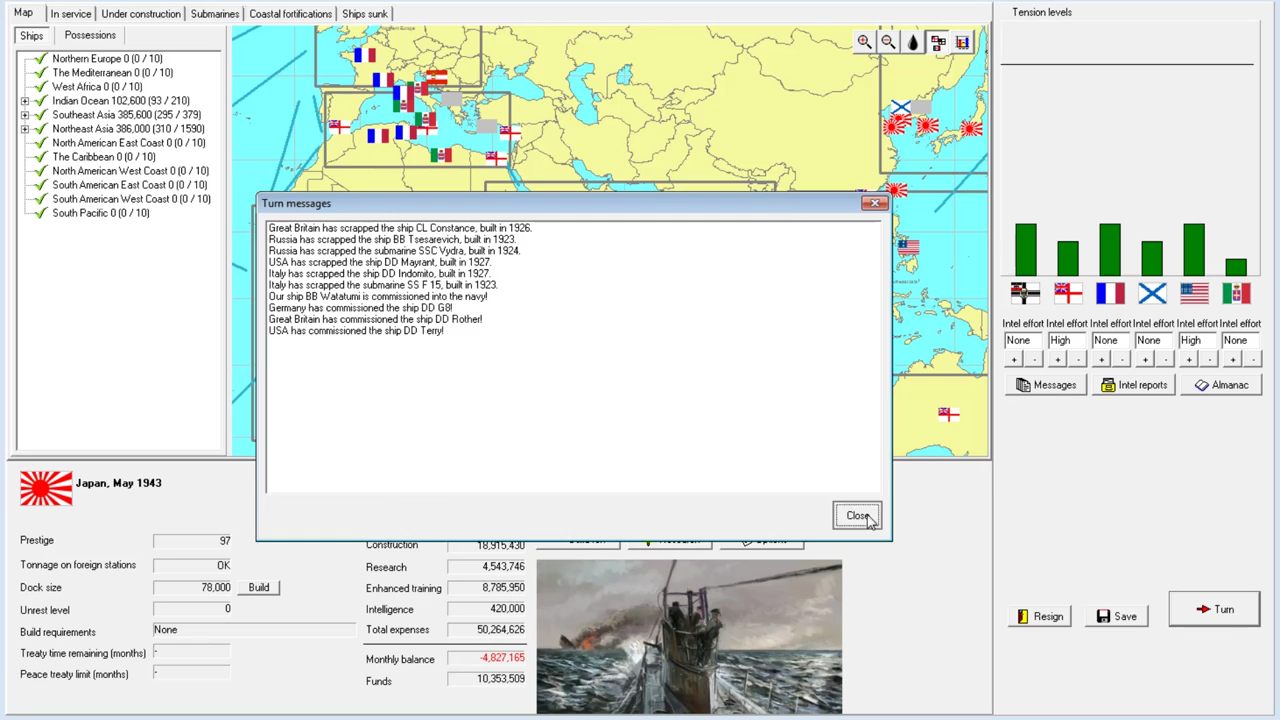 Map
In service
Under construction
Submarines
Coastal fortifications
Ships sunk
Ships
Possessions
Northern Europe 0 (0 / 10)
The Mediterranean 0 (0 / 10)
West Africa 0 (0 / 10)
Indian Ocean 102,600 (93 / 210)
Southeast Asia 385,600 (295 / 379)
Northeast Asia 386,000 (310 / 1590)
North American East Coast 0 (0 / 10)
The Caribbean 0 (0 / 10)
North American West Coast 0 (0 / 10)
South American East Coast 0 (0 / 10)
South American West Coast 0 (0 / 10)
South Pacific 0 (0 / 10)
Northern Europe
Turn messages
Great Britain has scrapped the ship CL Constance, built in 1926.
Russia has scrapped the ship BB Tsesarevich, built in 1923.
Russia has scrapped the submarine SSC Vydra, built in 1924.
USA has scrapped the ship DD Mayrant, built in 1927.
Italy has scrapped the ship DD Indomito, built in 1927.
Italy has scrapped the submarine SS F 15, built in 1923.
Our ship BB Watatumi is commissioned into the navy!
Germany has commissioned the ship DD G8!
Great Britain has commissioned the ship DD Rother!
USA has commissioned the ship DD Terry!
Close
Tension levels
Intel effort Intel effort Intel effort Intel effort Intel effort Intel effort
None High None None High None
+ - + - + - + - + - + -
Messages
Intel reports
Almanac
Japan, May 1943
Prestige 97
Tonnage on foreign stations OK
Dock size 78,000 Build
Unrest level 0
Build requirements None
Treaty time remaining (months) -
Peace treaty limit (months) -
Construction 18,915,430
Research 4,543,746
Enhanced training 8,785,950
Intelligence 420,000
Total expenses 50,264,626
Monthly balance -4,827,165
Funds 10,353,509
Resign
Save
Turn